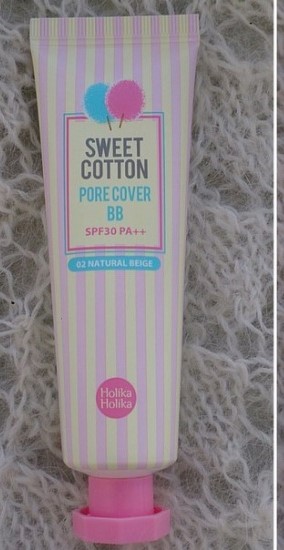 SWEET
COTTON
PORE COVER
BB
SPF30 PA++
02 NATURAL BEIGE
Holika
Holika